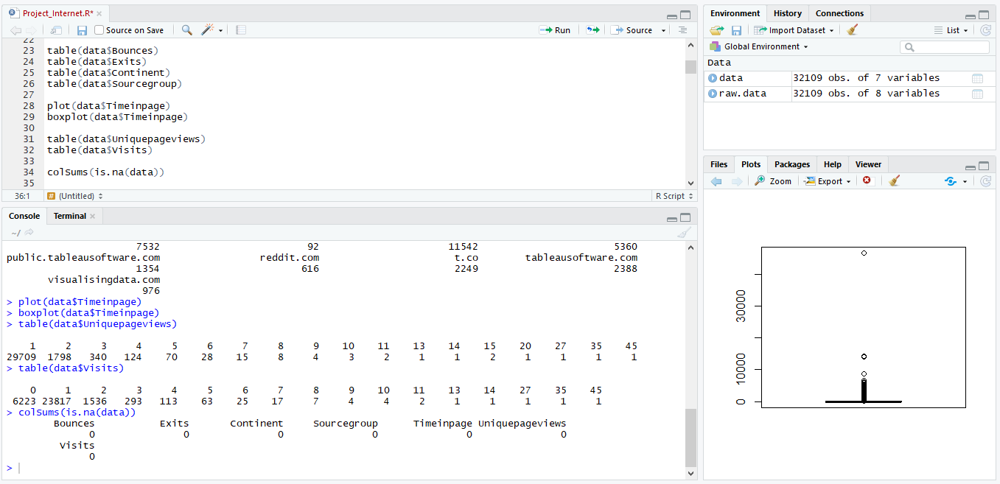 Project_Internet.R*
Source on Save
Run
Source
22
23 table(data$Bounces)
24 table(data$Exits)
25 table(data$Continent)
26 table(data$Sourcegroup)
27
28 plot(data$Timeinpage)
29 boxplot(data$Timeinpage)
30
31 table(data$Uniquepageviews)
32 table(data$Visits)
33
34 colSums(is.na(data))
35
36:1 # (Untitled) R Script
Console Terminal
~/
7532 92 11542 5360
public.tableausoftware.com reddit.com t.co tableausoftware.com
1354 616 2249 2388
visualisingdata.com
976
> plot(data$Timeinpage)
> boxplot(data$Timeinpage)
> table(data$Uniquepageviews)
1 2 3 4 5 6 7 8 9 10 11 13 14 15 20 27 35 45
29709 1798 340 124 70 28 15 8 4 3 2 1 1 2 1 1 1 1
> table(data$Visits)
0 1 2 3 4 5 6 7 8 9 10 11 13 14 27 35 45
6223 23817 1536 293 113 63 25 17 7 4 4 2 1 1 1 1 1
> colSums(is.na(data))
Bounces Exits Continent Sourcegroup Timeinpage Uniquepageviews
0 0 0 0 0 0
Visits
0
>
Environment History Connections
Import Dataset List
Global Environment
Data
data 32109 obs. of 7 variables
raw.data 32109 obs. of 8 variables
Files Plots Packages Help Viewer
Zoom Export
30000
10000
0